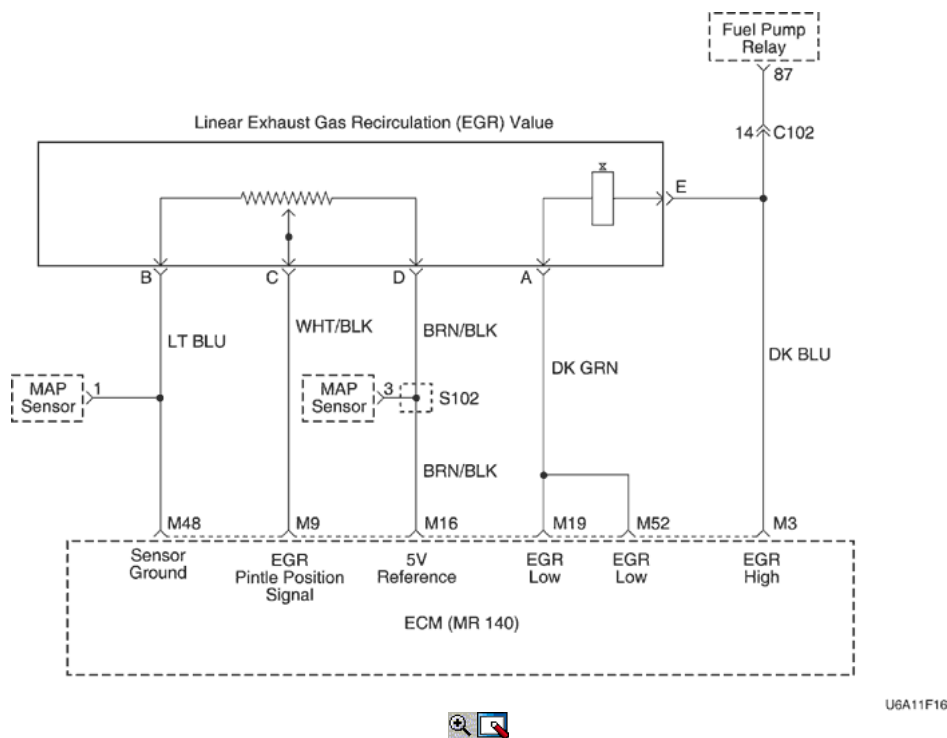 Fuel Pump
Relay
87
Linear Exhaust Gas Recirculation (EGR) Value
14 C102
x
E
B
C
D
A
LT BLU
WHT/BLK
BRN/BLK
DK GRN
DK BLU
MAP
Sensor
1
MAP
Sensor
3
S102
BRN/BLK
M48
M9
M16
M19
M52
M3
Sensor
Ground
EGR
Pintle Position
Signal
5V
Reference
EGR
Low
EGR
Low
EGR
High
ECM (MR 140)
U6A11F16